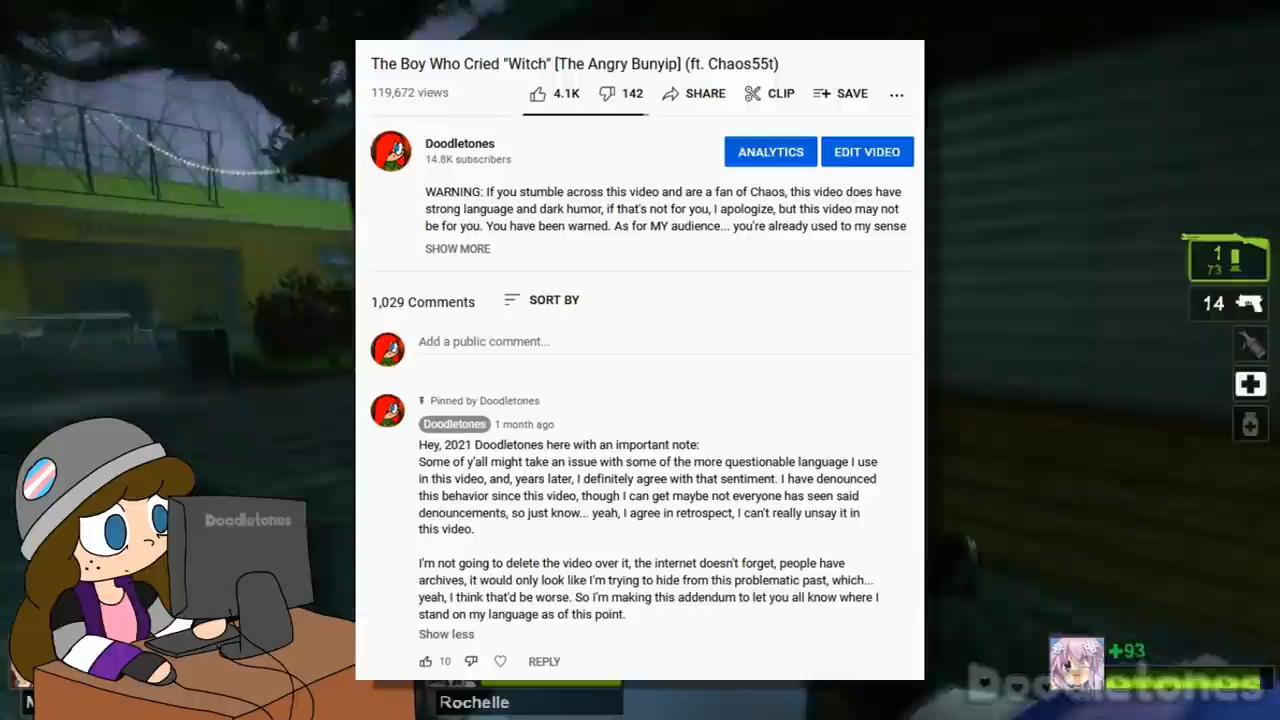 The Boy Who Cried "Witch" [The Angry Bunyip] (ft. Chaos55t)
119,672 views
4.1K
142
SHARE
CLIP
SAVE
Doodletones
14.8K subscribers
ANALYTICS
EDIT VIDEO
WARNING: If you stumble across this video and are a fan of Chaos, this video does have
strong language and dark humor, if that's not for you, I apologize, but this video may not
be for you. You have been warned. As for MY audience... you're already used to my sense
SHOW MORE
1,029 Comments
SORT BY
Add a public comment...
Pinned by Doodletones
Doodletones 1 month ago
Hey, 2021 Doodletones here with an important note:
Some of y'all might take an issue with some of the more questionable language I use
in this video, and, years later, I definitely agree with that sentiment. I have denounced
this behavior since this video, though I can get maybe not everyone has seen said
denouncements, so just know... yeah, I agree in retrospect, I can't really unsay it in
this video.
I'm not going to delete the video over it, the internet doesn't forget, people have
archives, it would only look like I'm trying to hide from this problematic past, which...
yeah, I think that'd be worse. So I'm making this addendum to let you all know where I
stand on my language as of this point.
Show less
10
REPLY
1
73
14
Doodletones
+93
Doodletones
Rochelle